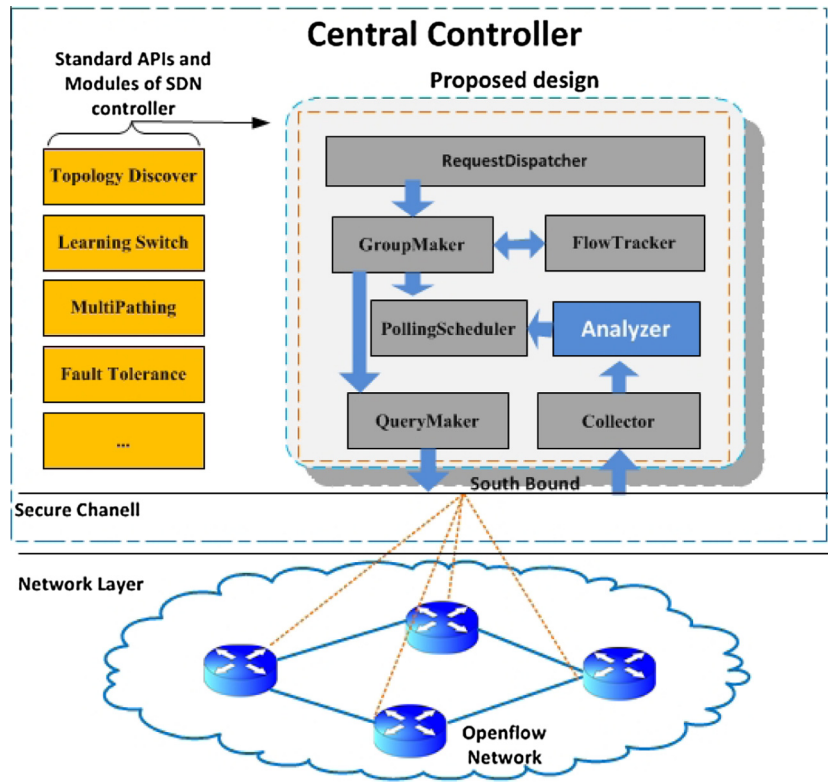 Central Controller
Standard APIs and
Modules of SDN
controller
Proposed design
Topology Discover
Learning Switch
MultiPathing
Fault Tolerance
...
RequestDispatcher
GroupMaker
FlowTracker
PollingScheduler
Analyzer
QueryMaker
Collector
South Bound
Secure Chanell
Network Layer
Openflow
Network